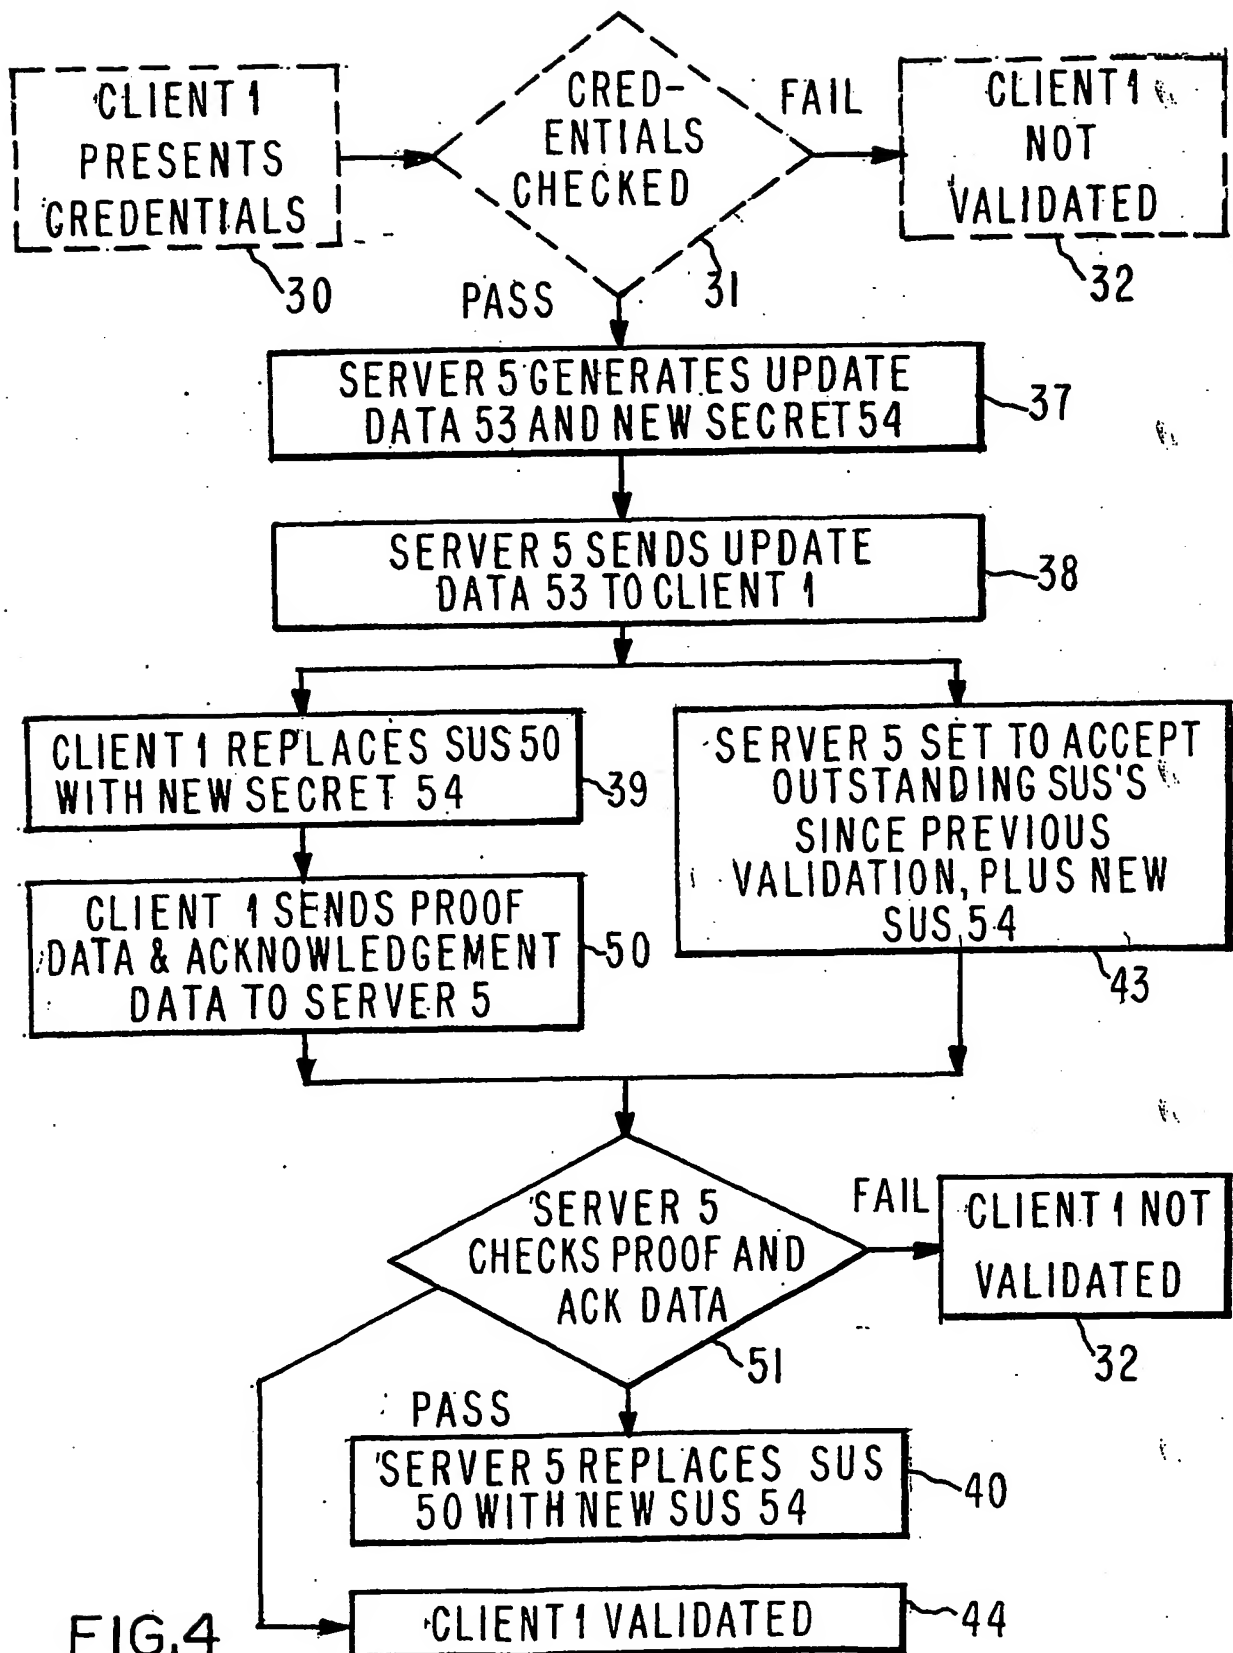 CLIENT 1
PRESENTS
CREDENTIALS
30
CRED-
ENTIALS
CHECKED
31
FAIL
CLIENT 1
NOT
VALIDATED
32
PASS
SERVER 5 GENERATES UPDATE
DATA 53 AND NEW SECRET 54
37
SERVER 5 SENDS UPDATE
DATA 53 TO CLIENT 1
38
CLIENT 1 REPLACES SUS 50
WITH NEW SECRET 54
39
SERVER 5 SET TO ACCEPT
OUTSTANDING SUS'S
SINCE PREVIOUS
VALIDATION, PLUS NEW
SUS 54
43
CLIENT 1 SENDS PROOF
DATA & ACKNOWLEDGEMENT
DATA TO SERVER 5
50
SERVER 5
CHECKS PROOF AND
ACK DATA
51
FAIL
CLIENT 1 NOT
VALIDATED
32
PASS
SERVER 5 REPLACES SUS
50 WITH NEW SUS 54
40
CLIENT 1 VALIDATED
44
FIG.4